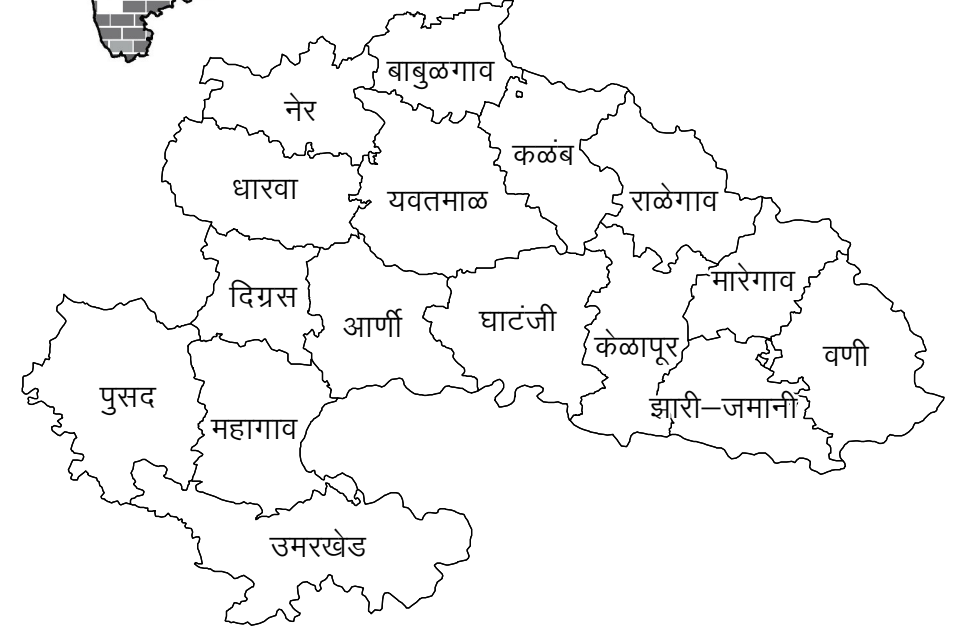 बाबुळगाव
नेर
कळंब
धारवा
यवतमाळ
राळेगाव
मारेगाव
दिग्रस
आर्णी
घाटंजी
केळापूर
वणी
पुसद
झारी–जमानी
महागाव
उमरखेड